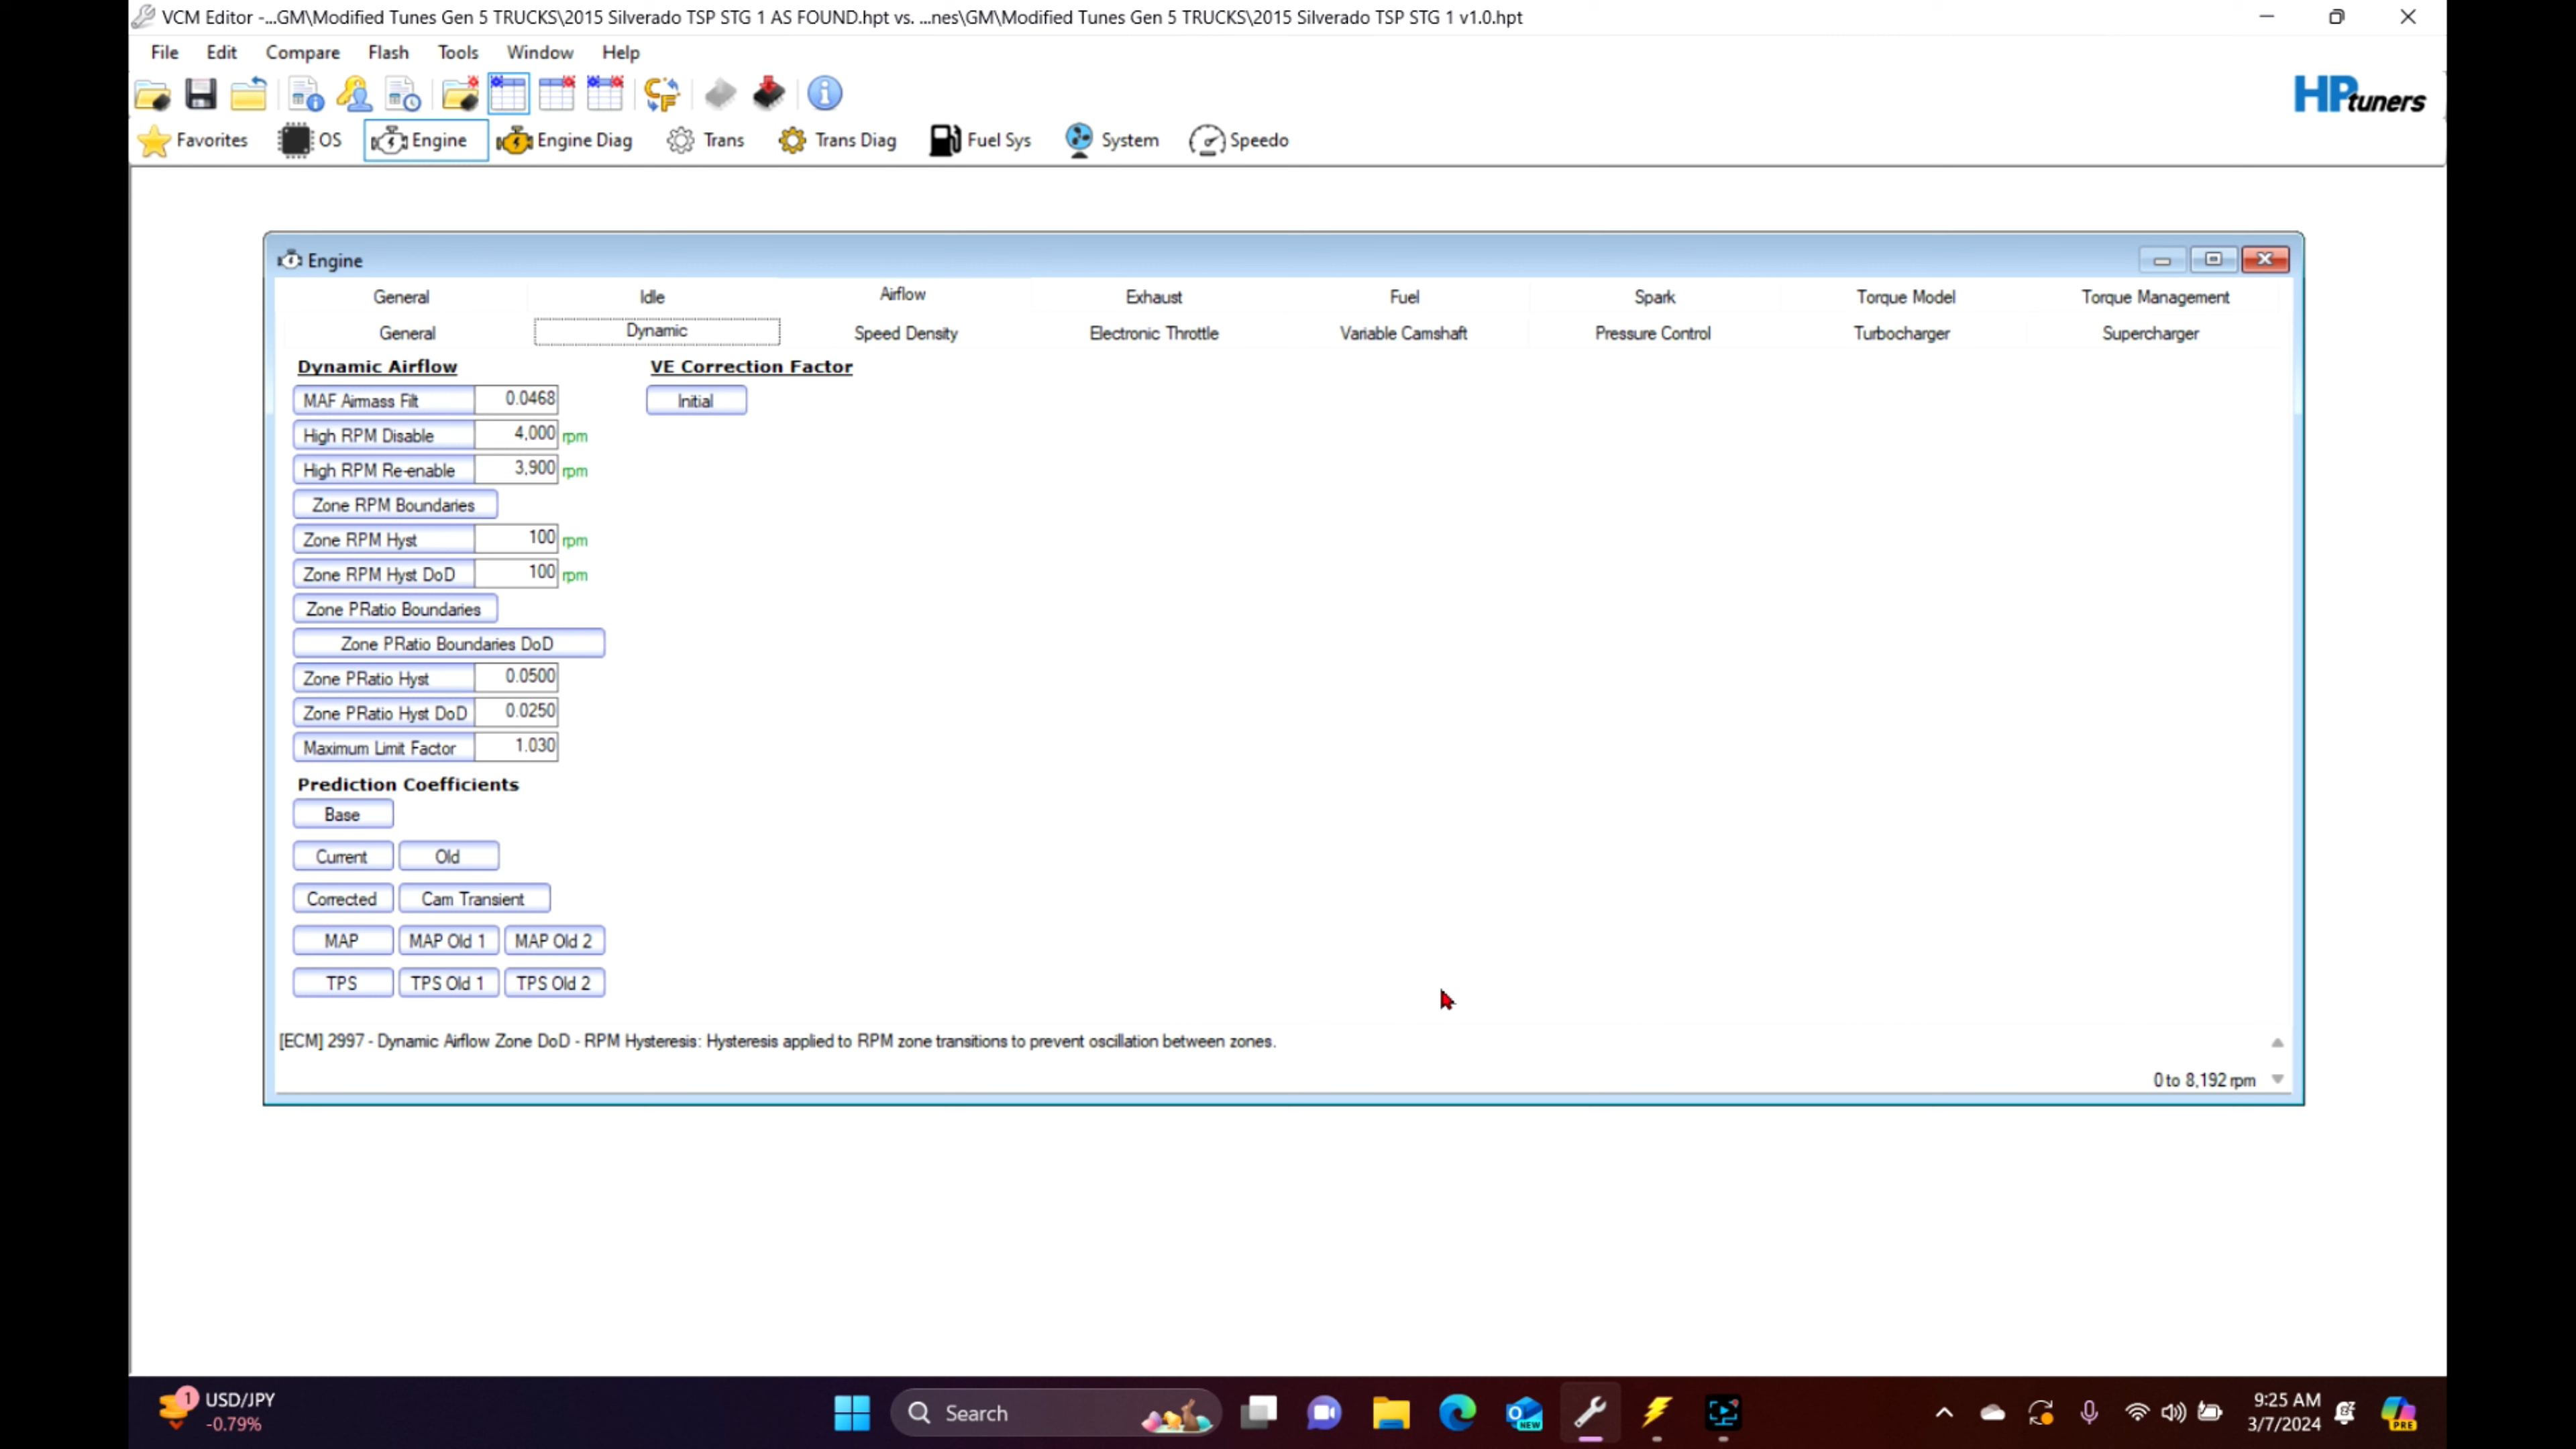 VCM Editor -...GM\Modified Tunes Gen 5 TRUCKS\2015 Silverado TSP STG 1 AS FOUND.hpt vs. ...nes\GM\Modified Tunes Gen 5 TRUCKS\2015 Silverado TSP STG 1 v1.0.hpt
File Edit Compare Flash Tools Window Help
HPtuners
Favorites OS Engine Engine Diag Trans Trans Diag Fuel Sys System Speedo
Engine
General Idle Airflow Exhaust Fuel Spark Torque Model Torque Management
General Dynamic Speed Density Electronic Throttle Variable Camshaft Pressure Control Turbocharger Supercharger
Dynamic Airflow VE Correction Factor
MAF Airmass Filt 0.0468 Initial
High RPM Disable 4,000 rpm
High RPM Re-enable 3,900 rpm
Zone RPM Boundaries
Zone RPM Hyst 100 rpm
Zone RPM Hyst DoD 100 rpm
Zone PRatio Boundaries
Zone PRatio Boundaries DoD
Zone PRatio Hyst 0.0500
Zone PRatio Hyst DoD 0.0250
Maximum Limit Factor 1.030
Prediction Coefficients
Base
Current Old
Corrected Cam Transient
MAP MAP Old 1 MAP Old 2
TPS TPS Old 1 TPS Old 2
[ECM] 2997 - Dynamic Airflow Zone DoD - RPM Hysteresis: Hysteresis applied to RPM zone transitions to prevent oscillation between zones.
0 to 8,192 rpm
1 USD/JPY
-0.79%
Search
NEW
9:25 AM
3/7/2024
PRE